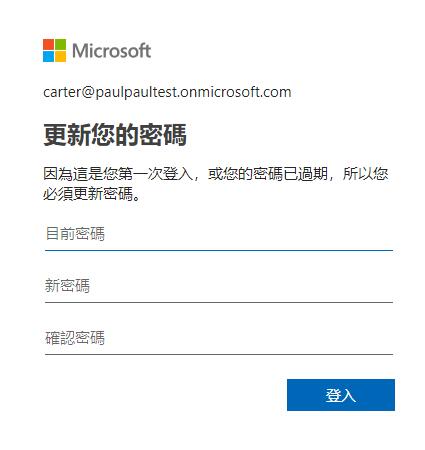 Microsoft
carter@paulpaultest.onmicrosoft.com
更新您的密碼
因為這是您第一次登入，或您的密碼已過期，所以您
必須更新密碼。
目前密碼
新密碼
確認密碼
登入